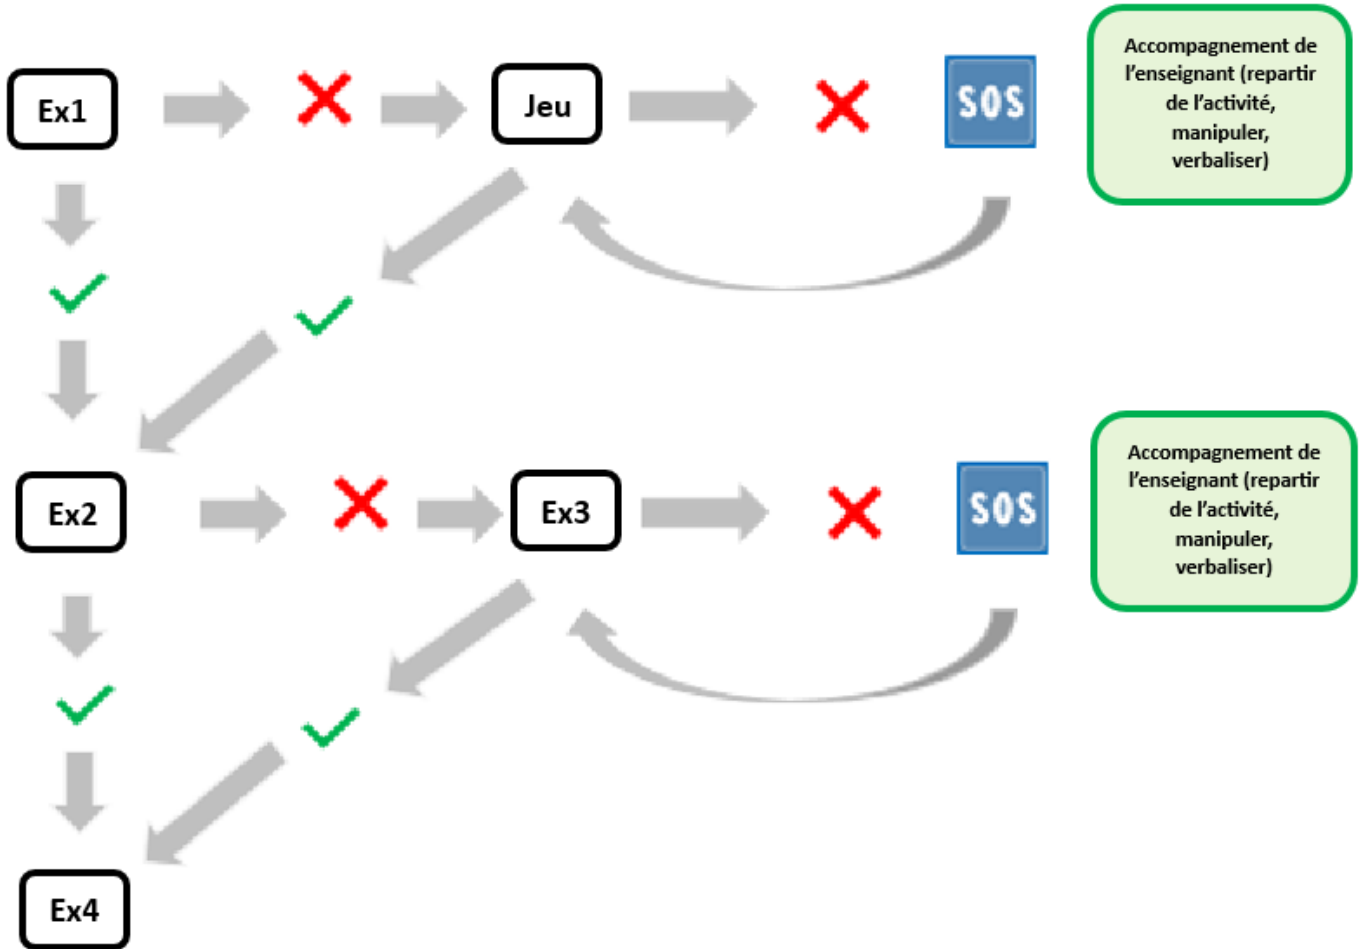 Ex1
Jeu
SOS
Accompagnement de
l'enseignant (repartir
de l'activité,
manipuler,
verbaliser)
Ex2
Ex3
SOS
Accompagnement de
l'enseignant (repartir
de l'activité,
manipuler,
verbaliser)
Ex4